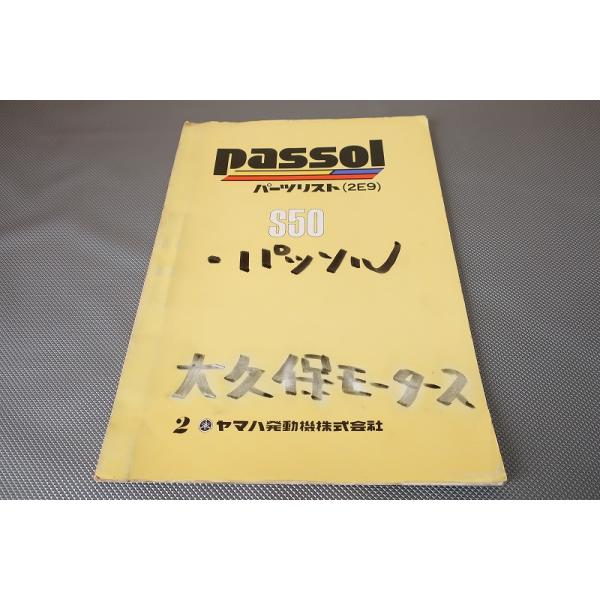 passol
パーツリスト(2E9)
S50
・パッソル
大久保モータース
2 ヤマハ発動機株式会社